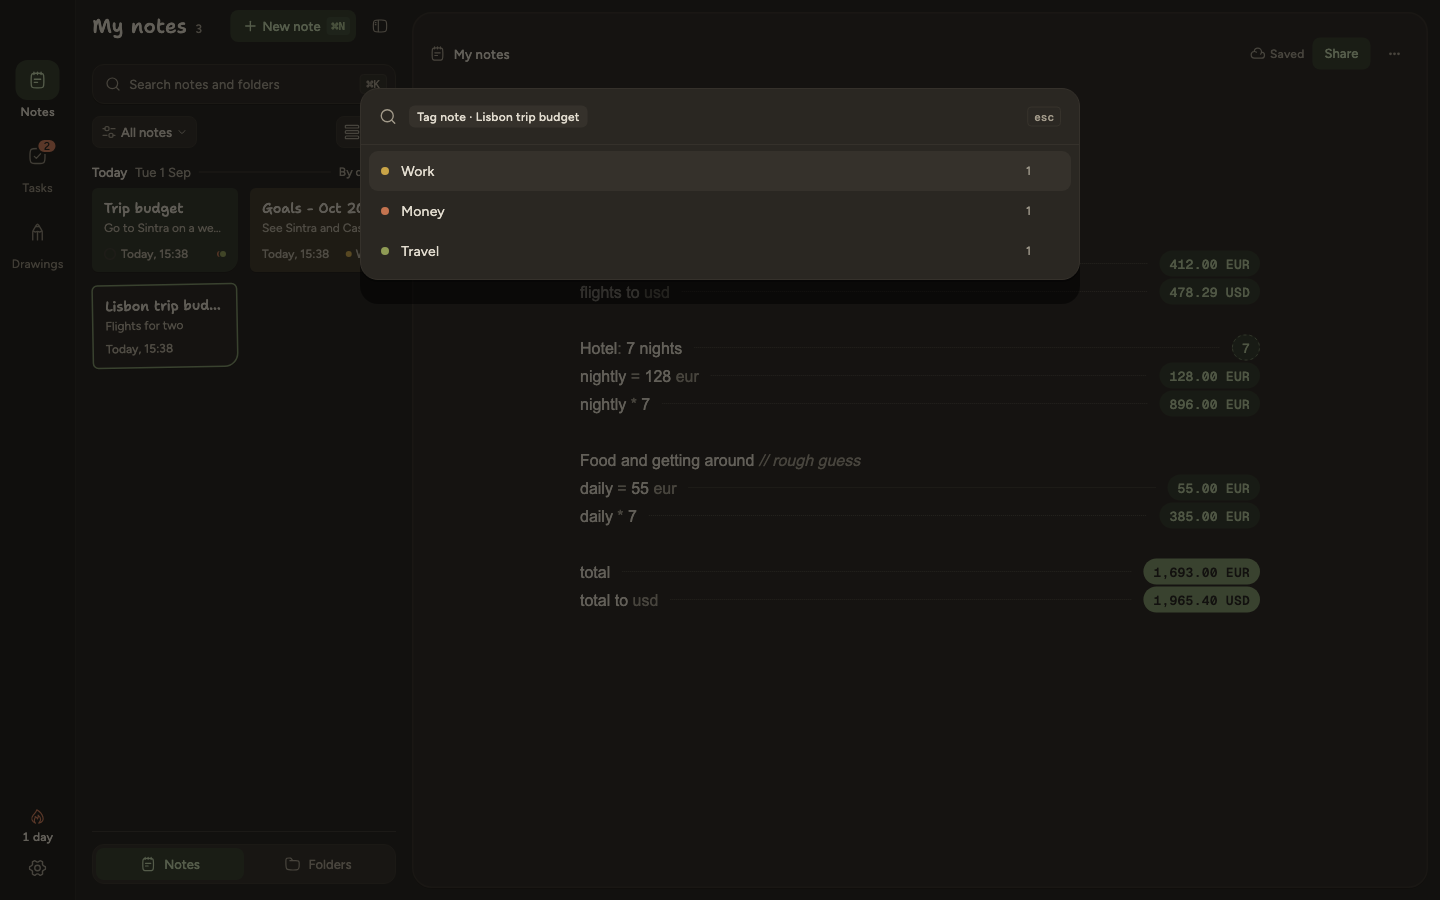 My notes 3
+ New note ⌘N
Notes
2
Tasks
Drawings
1 day
Search notes and folders ⌘K
All notes
Today Tue 1 Sep
Trip budget
Go to Sintra on a we...
Today, 15:38
Goals - Oct
See Sintra and
Today, 15:38
Lisbon trip bud...
Flights for two
Today, 15:38
Notes
Folders
My notes
Saved
Share
Tag note · Lisbon trip budget
esc
Work 1
Money 1
Travel 1
412.00 EUR
flights to usd 478.29 USD
Hotel: 7 nights 7
nightly = 128 eur 128.00 EUR
nightly * 7 896.00 EUR
Food and getting around // rough guess
daily = 55 eur 55.00 EUR
daily * 7 385.00 EUR
total 1,693.00 EUR
total to usd 1,965.40 USD